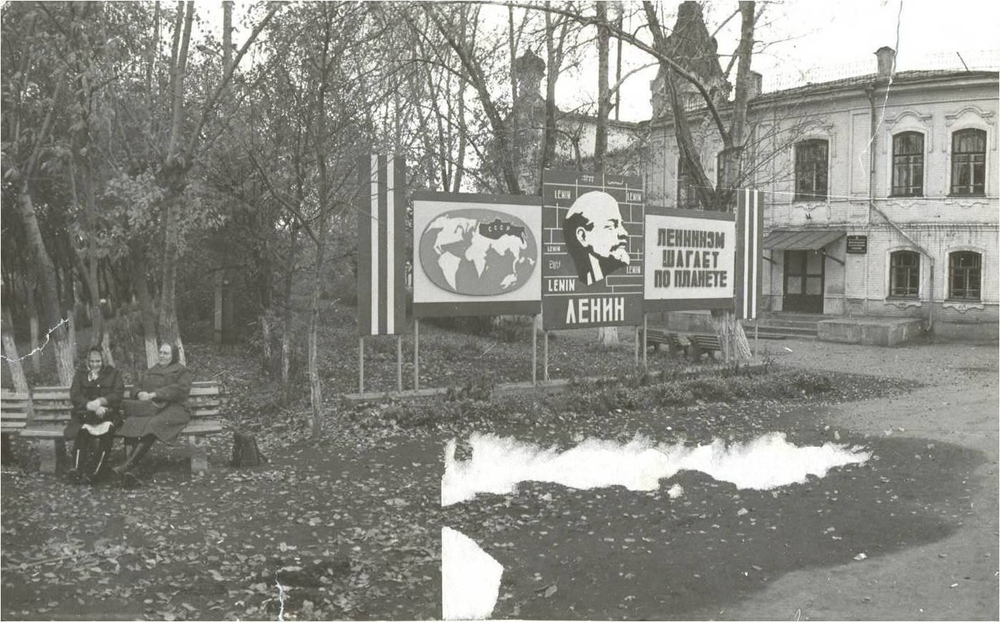 СССР
LENIN
LENIN
LENIN
LENIN
LENIN
ЛЕНИН
ЛЕНИНИЗМ
ШАГАЕТ
ПО ПЛАНЕТЕ